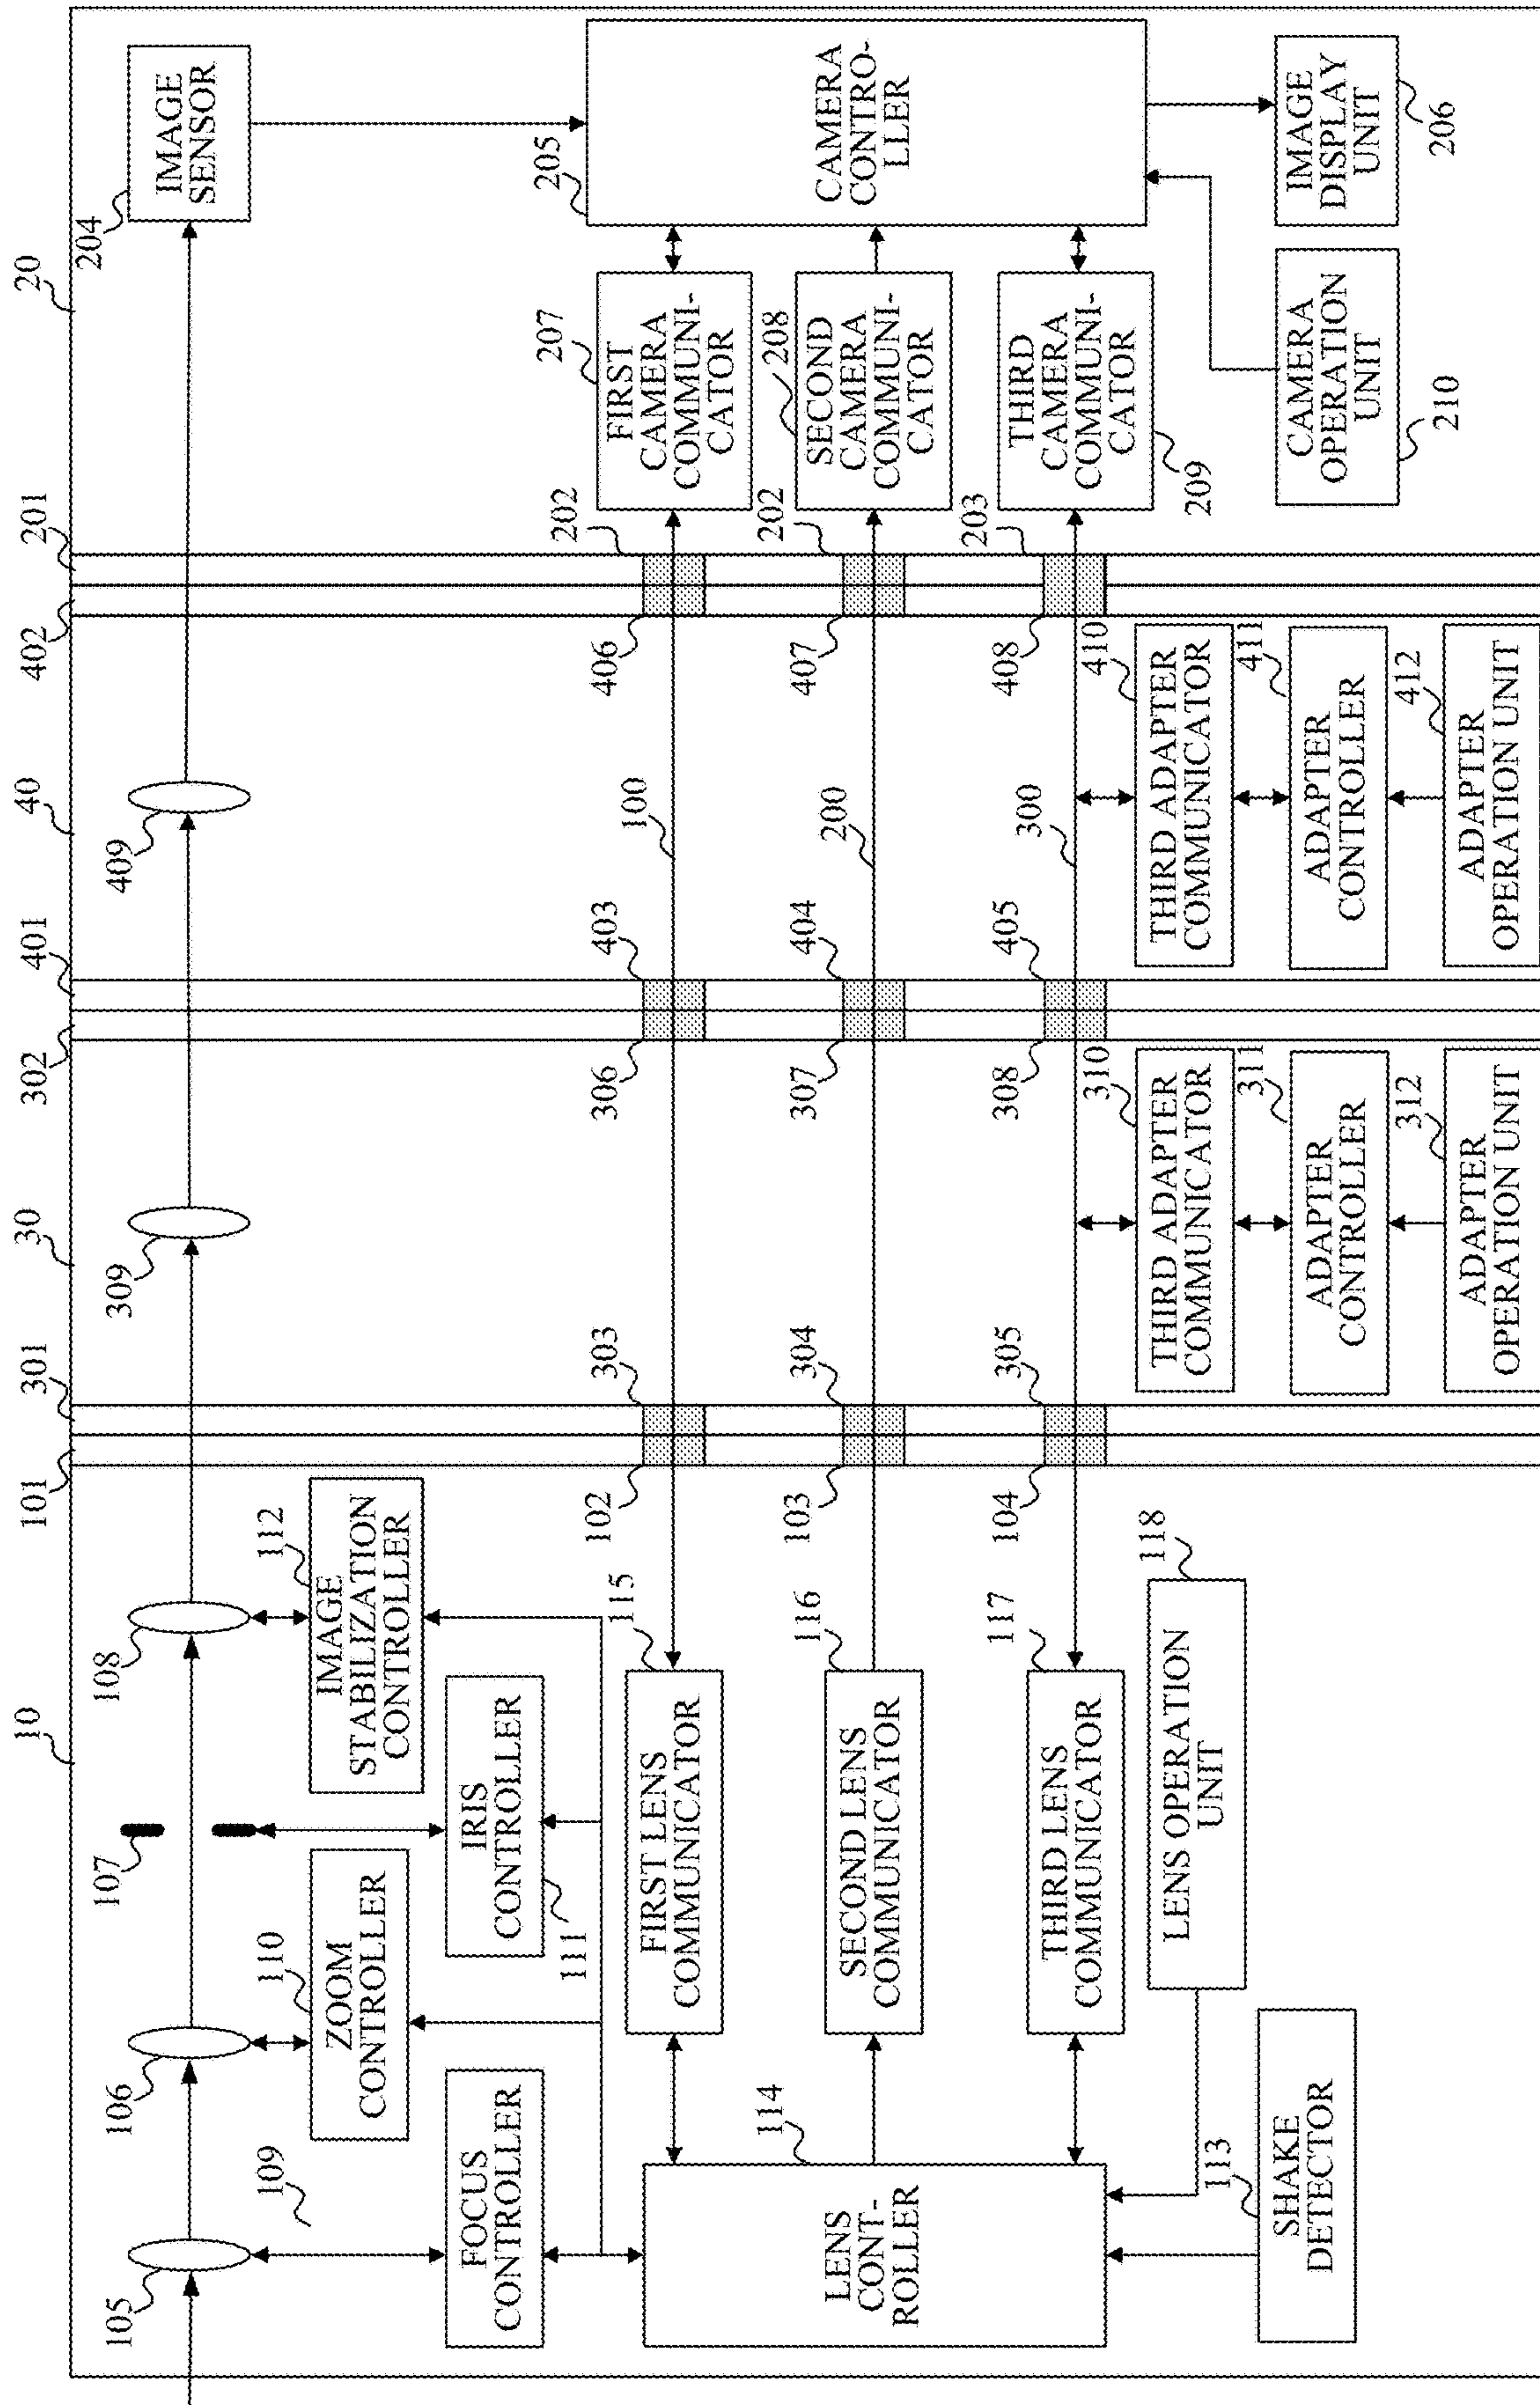 10
101
301
30
302
401
40
402
201
20
105
106
107
108
309
409
204
IMAGE
SENSOR
109
110
ZOOM
CONTROLLER
112
IMAGE
STABILIZATION
CONTROLLER
FOCUS
CONTROLLER
IRIS
CONTROLLER
111
114
LENS
CONT-
ROLLER
115
FIRST LENS
COMMUNICATOR
116
SECOND LENS
COMMUNICATOR
117
THIRD LENS
COMMUNICATOR
118
LENS OPERATION
UNIT
113
SHAKE
DETECTOR
102
303
306
403
100
406
202
103
304
307
404
200
407
202
104
305
308
405
300
408
203
310
THIRD ADAPTER
COMMUNICATOR
311
ADAPTER
CONTROLLER
312
ADAPTER
OPERATION UNIT
410
THIRD ADAPTER
COMMUNICATOR
411
ADAPTER
CONTROLLER
412
ADAPTER
OPERATION UNIT
207
FIRST
CAMERA
COMMUNI-
CATOR
208
SECOND
CAMERA
COMMUNI-
CATOR
THIRD
CAMERA
COMMUNI-
CATOR
209
205
CAMERA
CONTRO-
LLER
CAMERA
OPERATION
UNIT
210
IMAGE
DISPLAY
UNIT
206